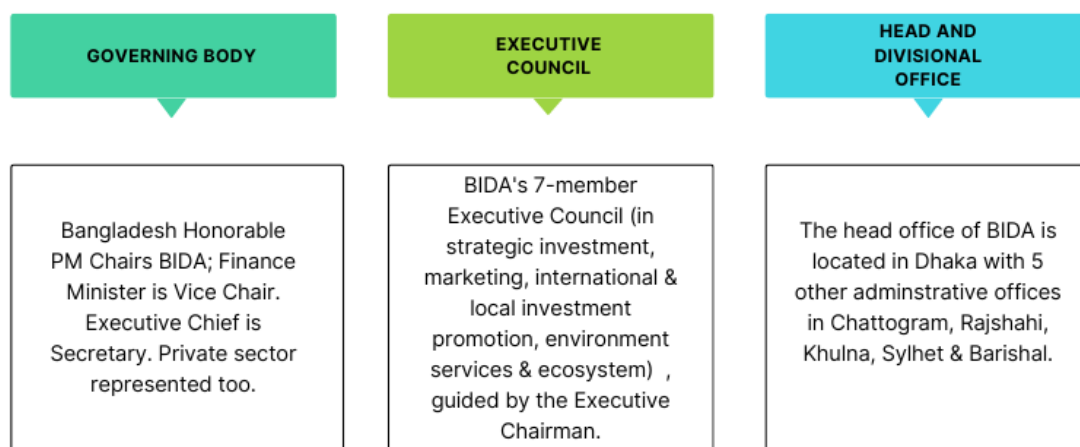 GOVERNING BODY
Bangladesh Honorable
PM Chairs BIDA; Finance
Minister is Vice Chair.
Executive Chief is
Secretary. Private sector
represented too.
EXECUTIVE
COUNCIL
BIDA's 7-member
Executive Council (in
strategic investment,
marketing, international &
local investment
promotion, environment
services & ecosystem) ,
guided by the Executive
Chairman.
HEAD AND
DIVISIONAL
OFFICE
The head office of BIDA is
located in Dhaka with 5
other adminstrative offices
in Chattogram, Rajshahi,
Khulna, Sylhet & Barishal.